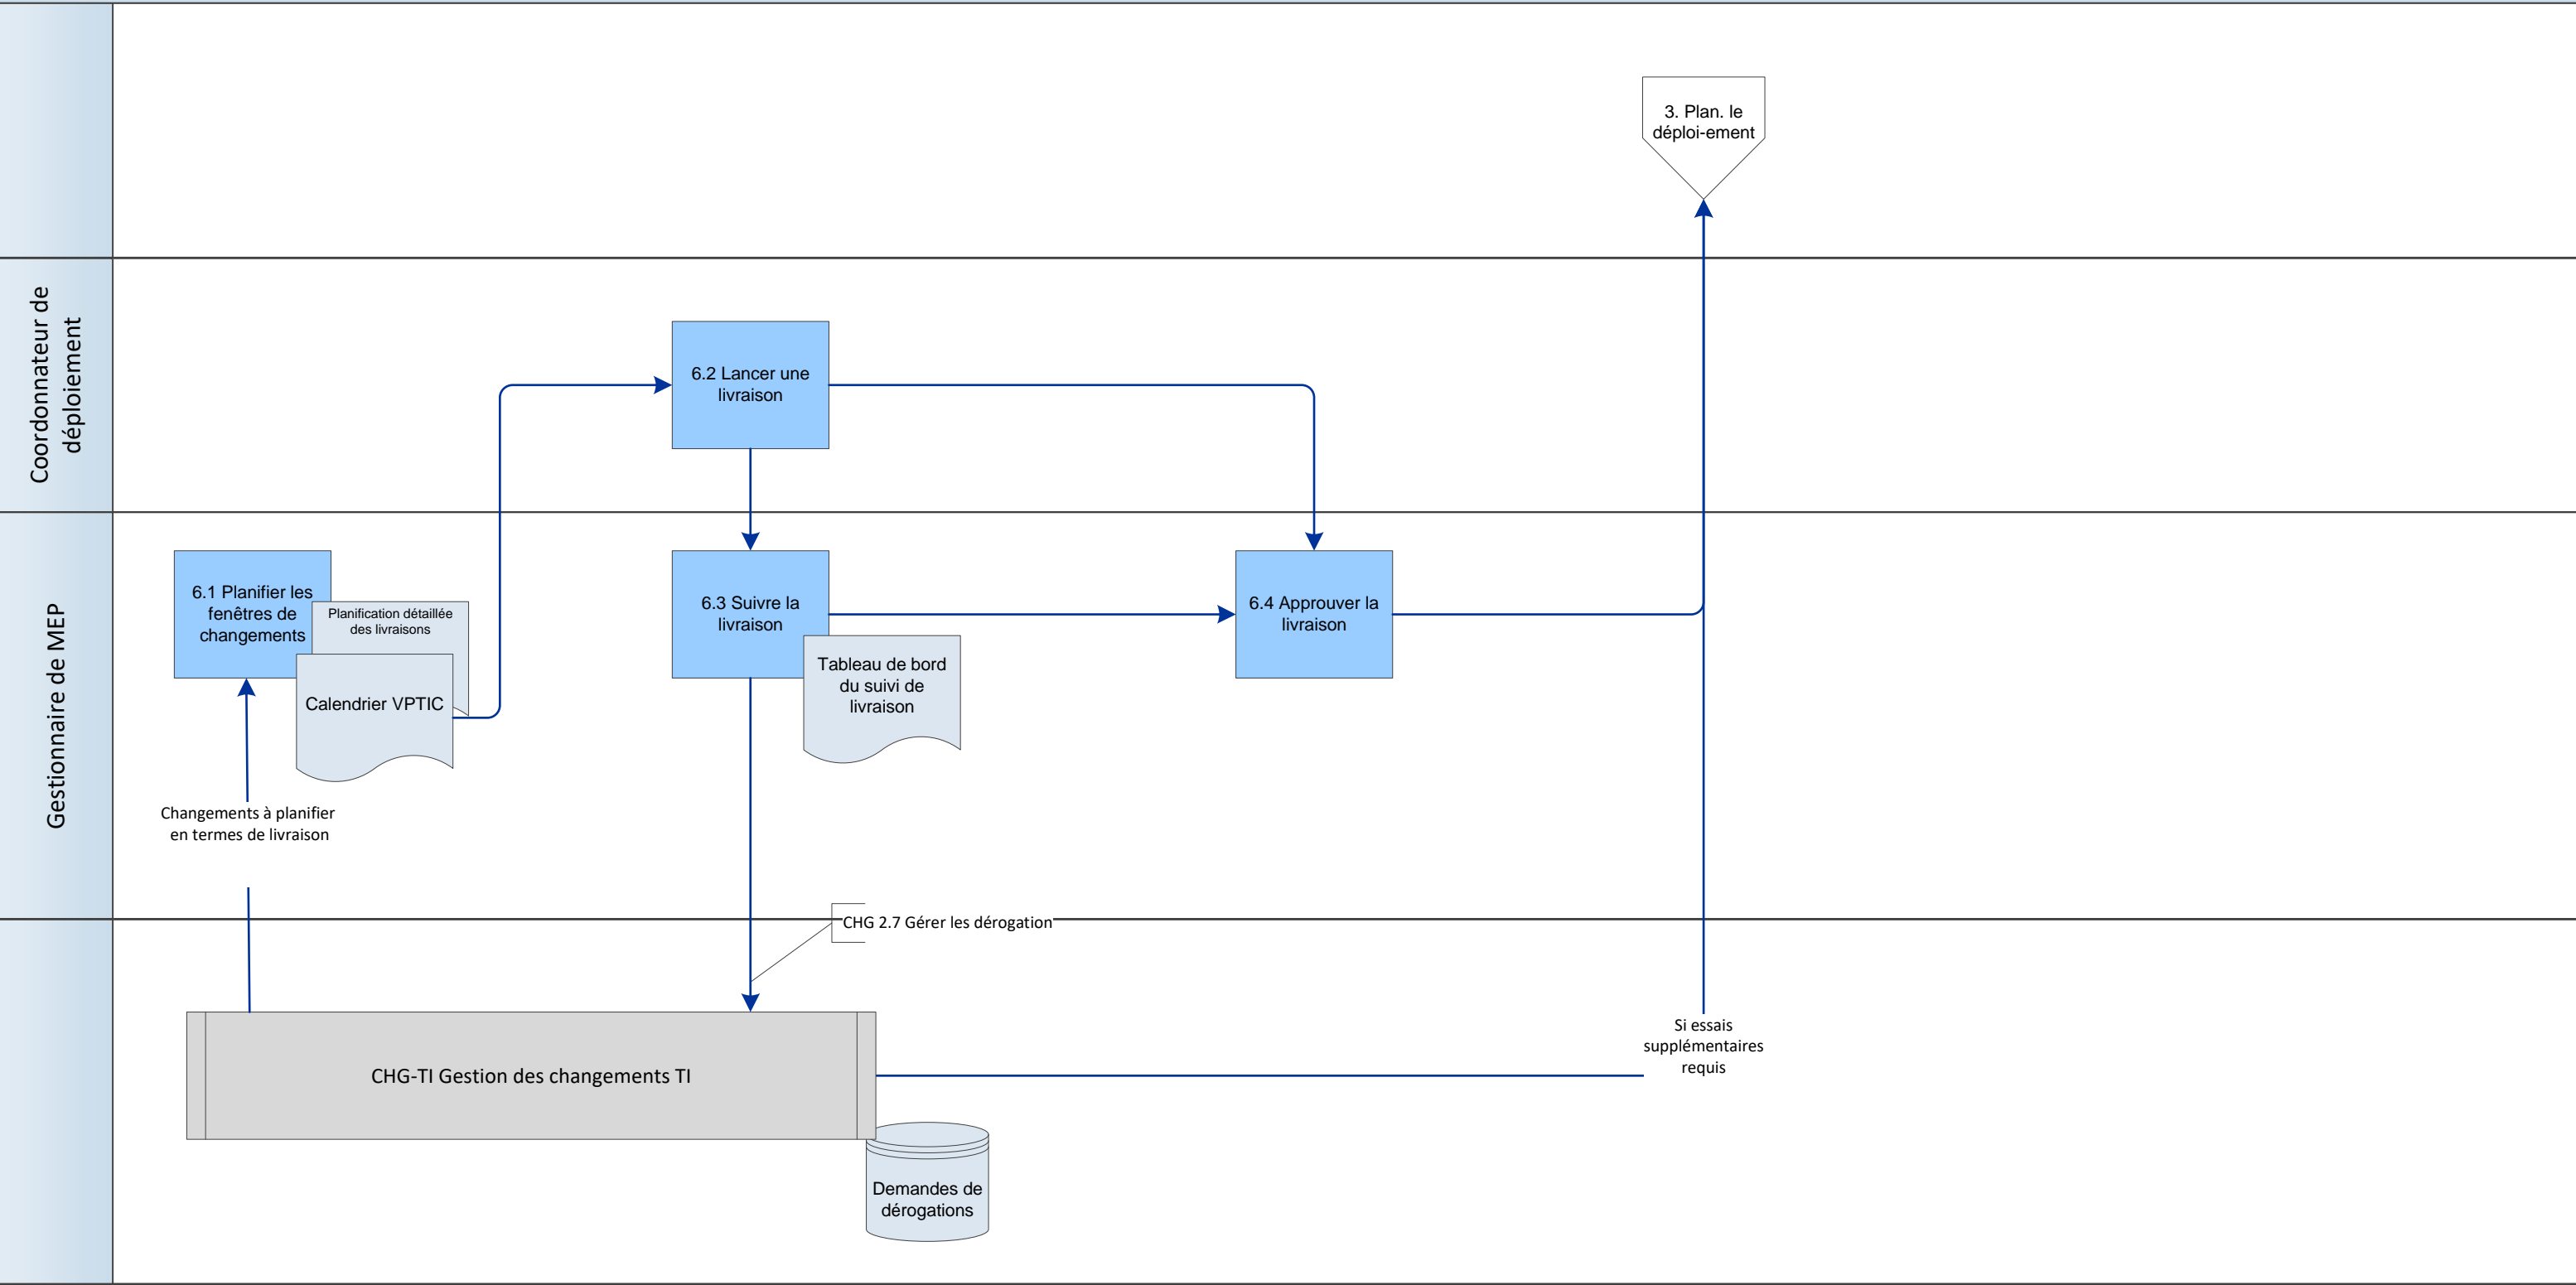 3. Plan. le
déploi-ement
Coordonnateur de
déploiement
6.2 Lancer une
livraison
Gestionnaire de MEP
6.1 Planifier les
fenêtres de
changements
Planification détaillée
des livraisons
Calendrier VPTIC
6.3 Suivre la
livraison
Tableau de bord
du suivi de
livraison
6.4 Approuver la
livraison
Changements à planifier
en termes de livraison
CHG 2.7 Gérer les dérogation
CHG-TI Gestion des changements TI
Si essais
supplémentaires
requis
Demandes de
dérogations